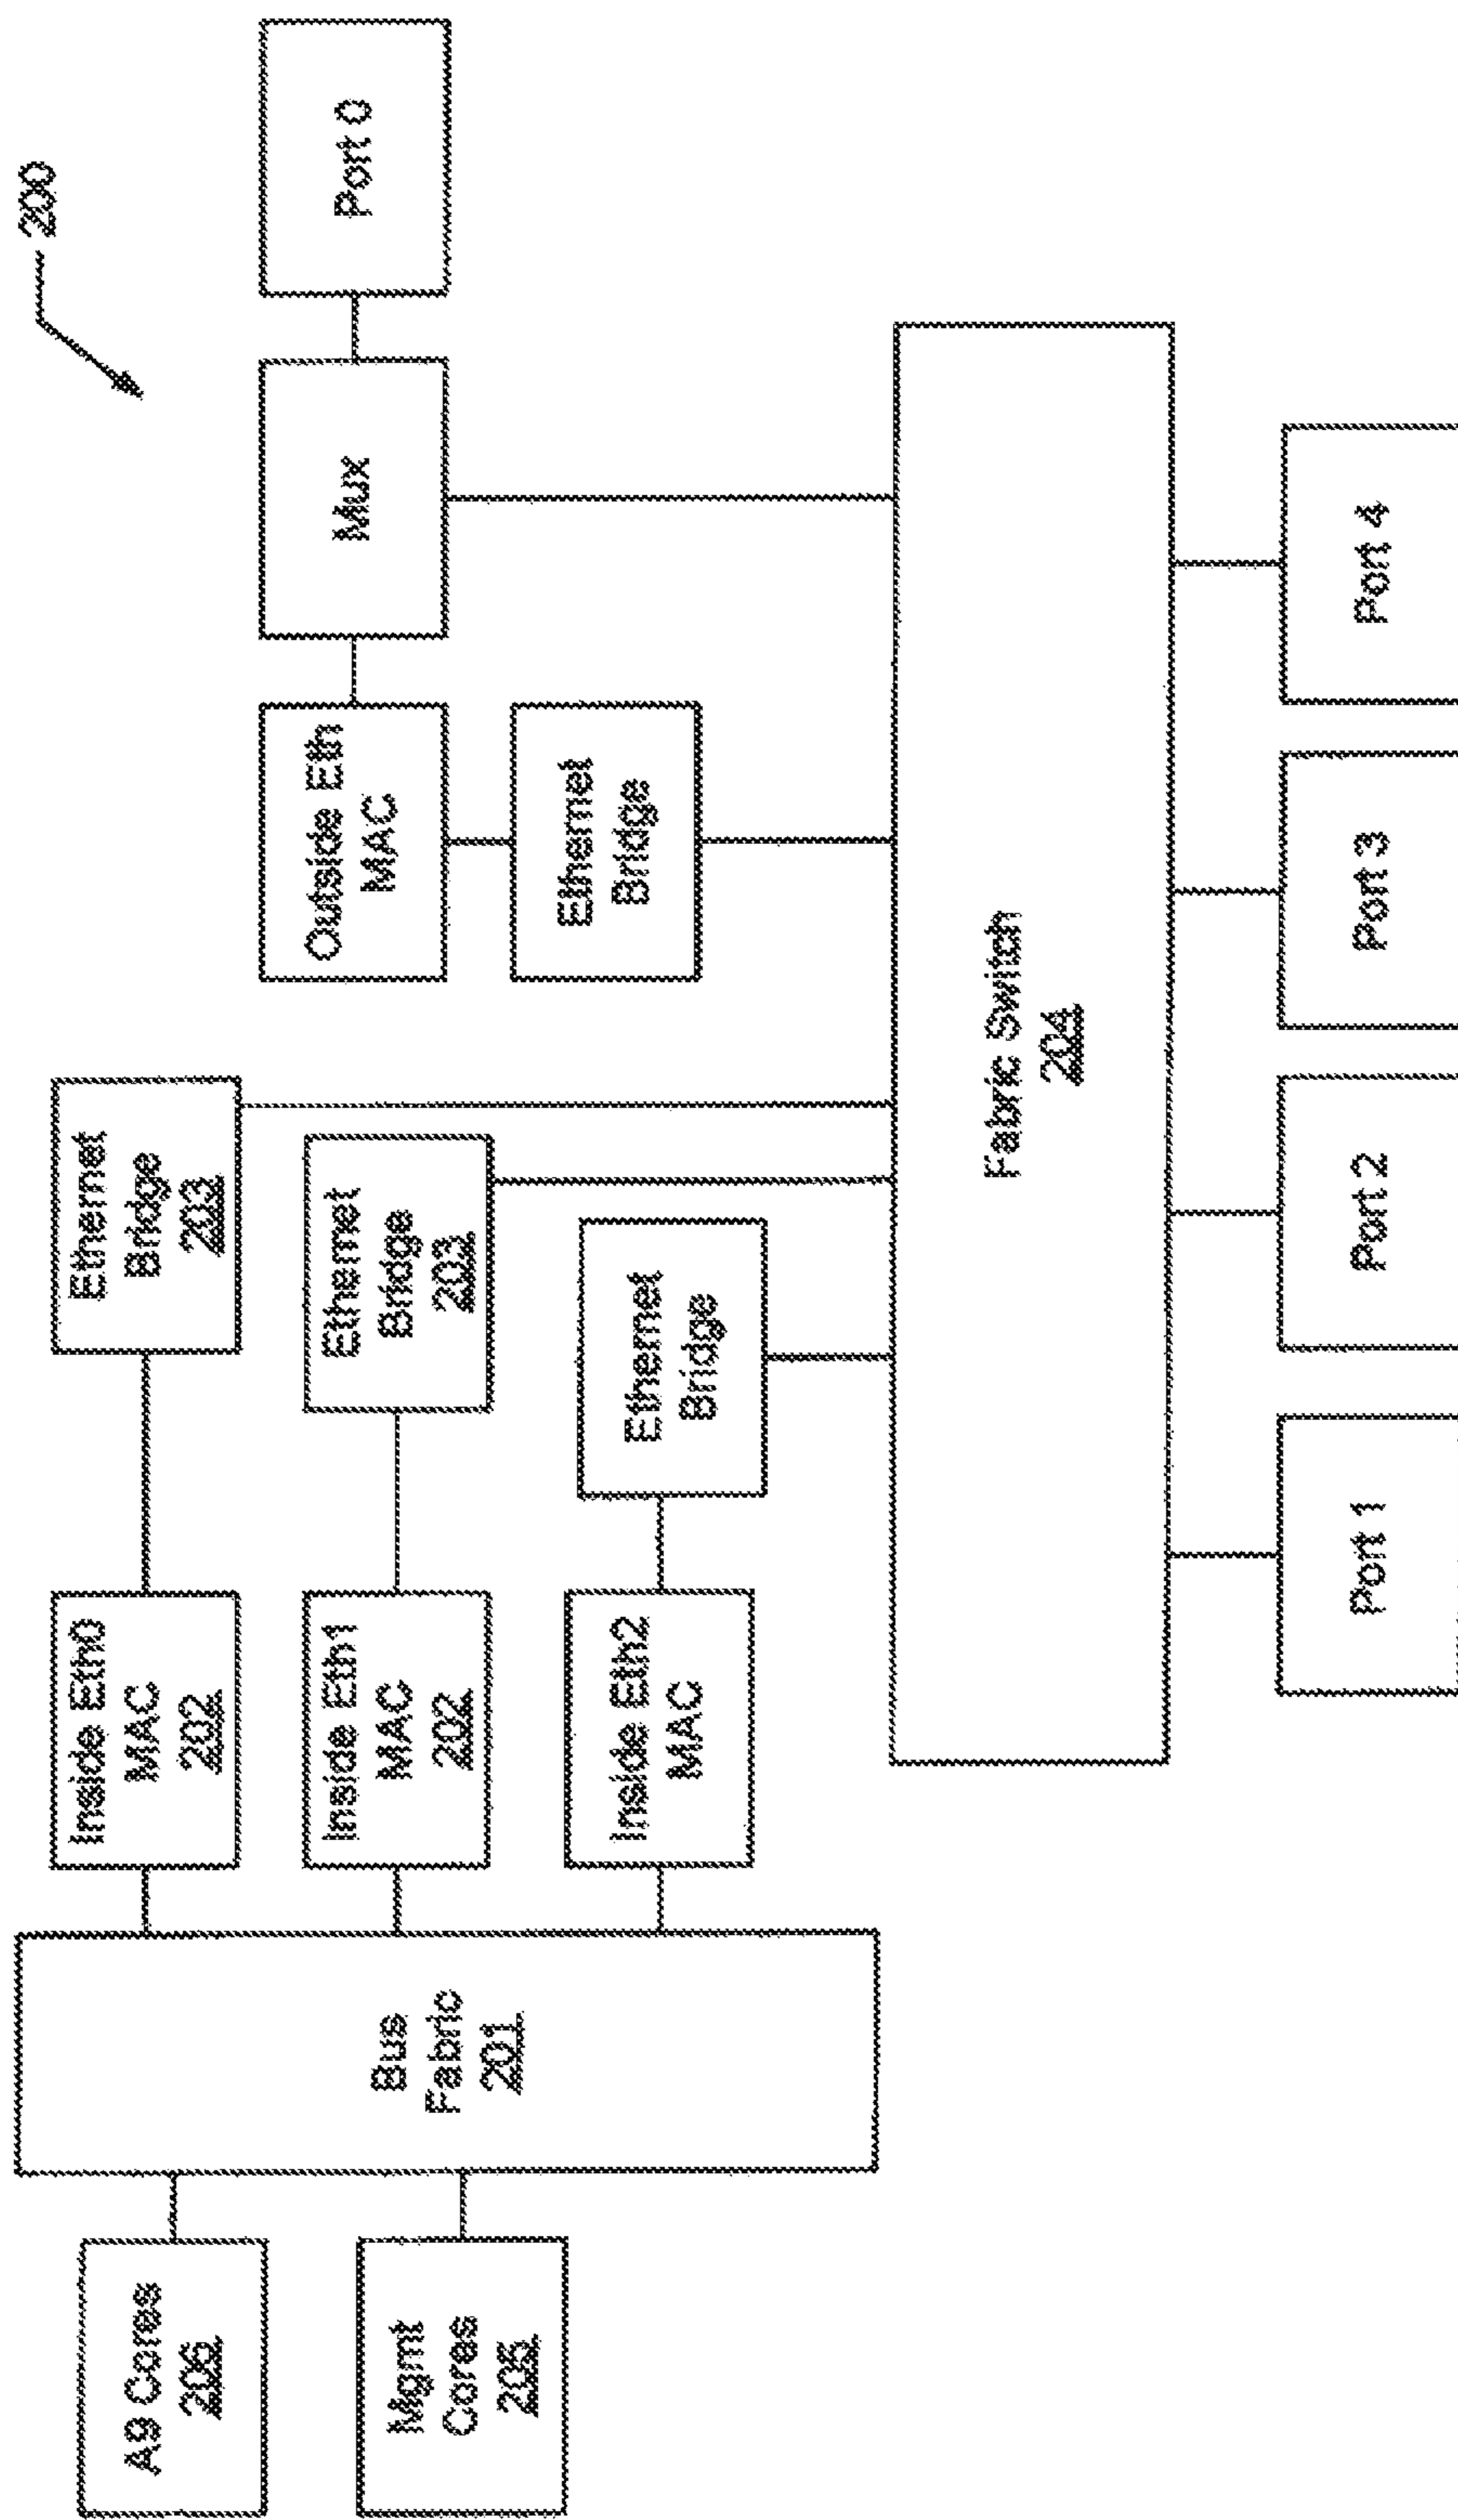 200
A9 Cores
206
Mgmt
Cores
205
Bus
Fabric
201
Inside Eth0
MAC
202
Inside Eth1
MAC
202
Inside Eth2
MAC
Ethernet
Bridge
203
Ethernet
Bridge
203
Ethernet
Bridge
Outside Eth
MAC
Ethernet
Bridge
Mux
Port 0
Fabric Switch
204
Port 1
Port 2
Port 3
Port 4